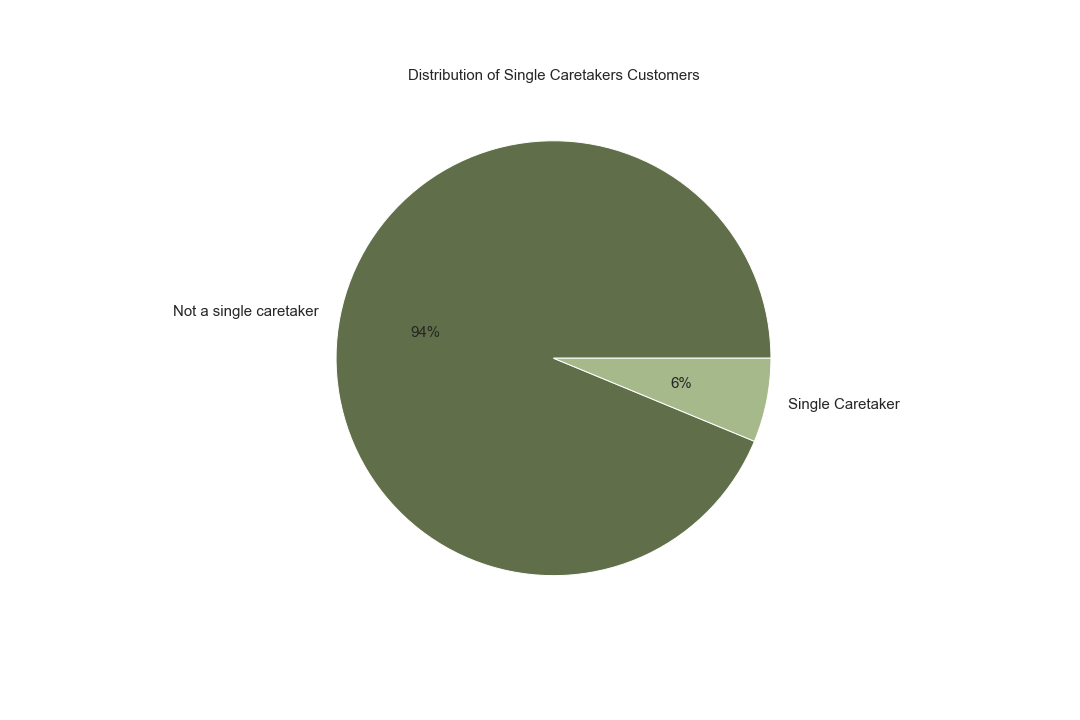 Distribution of Single Caretakers Customers
Not a single caretaker
94%
6%
Single Caretaker